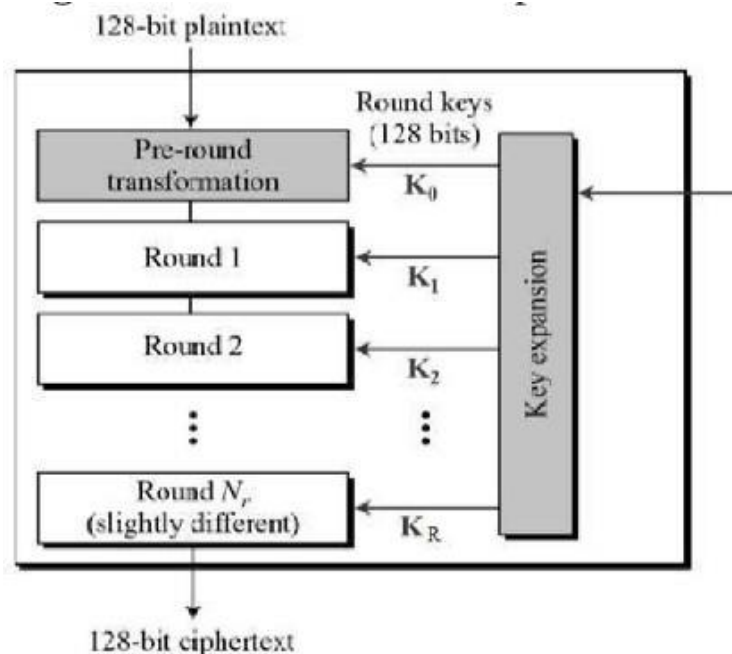 128-bit plaintext
Round keys
(128 bits)
Pre-round
transformation
K₀
Round 1
K₁
Round 2
K₂
Key expansion
Round Nᵣ
(slightly different)
K R
128-bit ciphertext